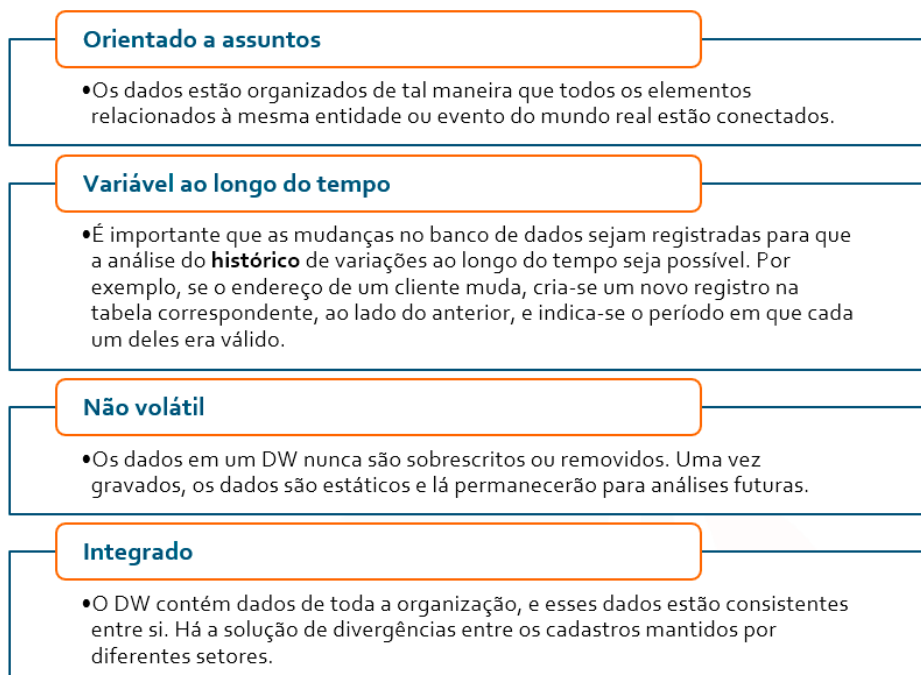 Orientado a assuntos
•Os dados estão organizados de tal maneira que todos os elementos
relacionados à mesma entidade ou evento do mundo real estão conectados.
Variável ao longo do tempo
•É importante que as mudanças no banco de dados sejam registradas para que
a análise do histórico de variações ao longo do tempo seja possível. Por
exemplo, se o endereço de um cliente muda, cria-se um novo registro na
tabela correspondente, ao lado do anterior, e indica-se o período em que cada
um deles era válido.
Não volátil
•Os dados em um DW nunca são sobrescritos ou removidos. Uma vez
gravados, os dados são estáticos e lá permanecerão para análises futuras.
Integrado
•O DW contém dados de toda a organização, e esses dados estão consistentes
entre si. Há a solução de divergências entre os cadastros mantidos por
diferentes setores.